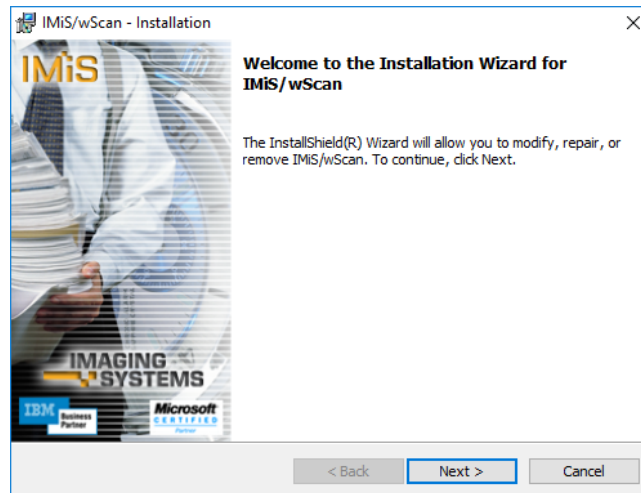 IMiS/wScan - Installation
IMiS
Welcome to the Installation Wizard for
IMiS/wScan
The InstallShield(R) Wizard will allow you to modify, repair, or
remove IMiS/wScan. To continue, click Next.
IMAGING
SYSTEMS
IBM
Business
Partner
Microsoft
CERTIFIED
Partner
< Back
Next >
Cancel